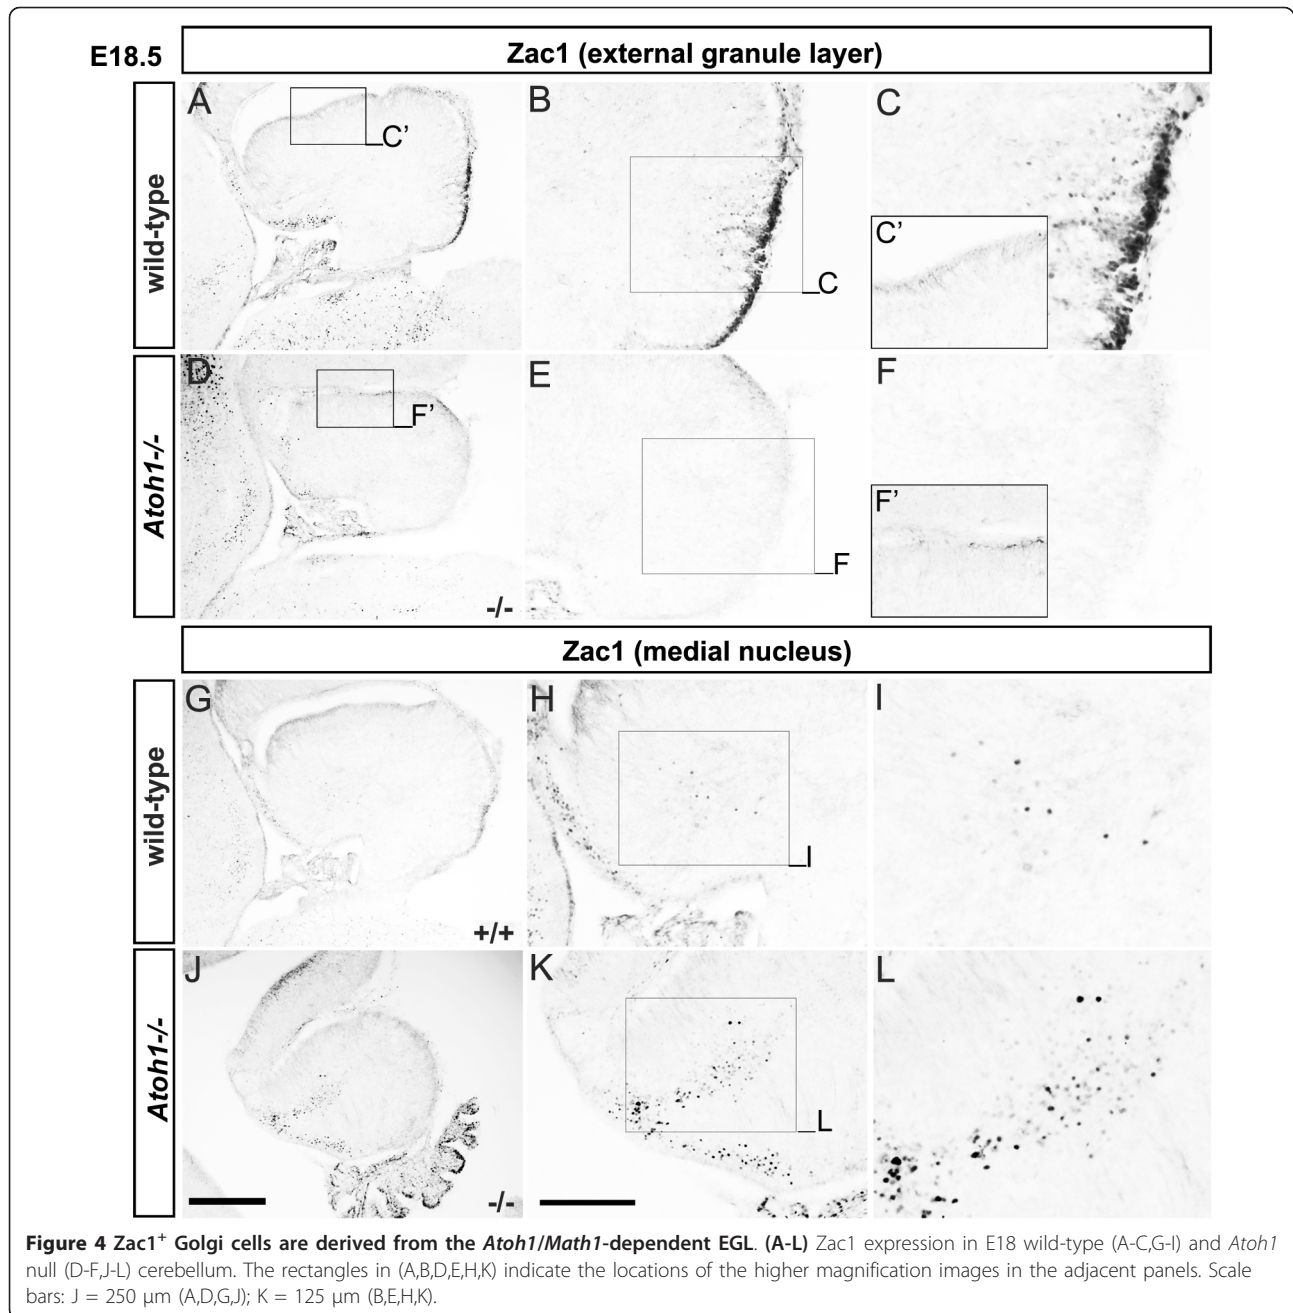 E18.5
Zac1 (external granule layer)
wild-type
A
C'
B
C
C
C'
Atoh1-/-
D
F'
-/-
E
F
F
F'
Zac1 (medial nucleus)
wild-type
G
+/+
H
I
I
Atoh1-/-
J
-/-
K
L
L
Figure 4 Zac1⁺ Golgi cells are derived from the Atoh1/Math1-dependent EGL. (A-L) Zac1 expression in E18 wild-type (A-C,G-I) and Atoh1
null (D-F,J-L) cerebellum. The rectangles in (A,B,D,E,H,K) indicate the locations of the higher magnification images in the adjacent panels. Scale
bars: J = 250 μm (A,D,G,J); K = 125 μm (B,E,H,K).